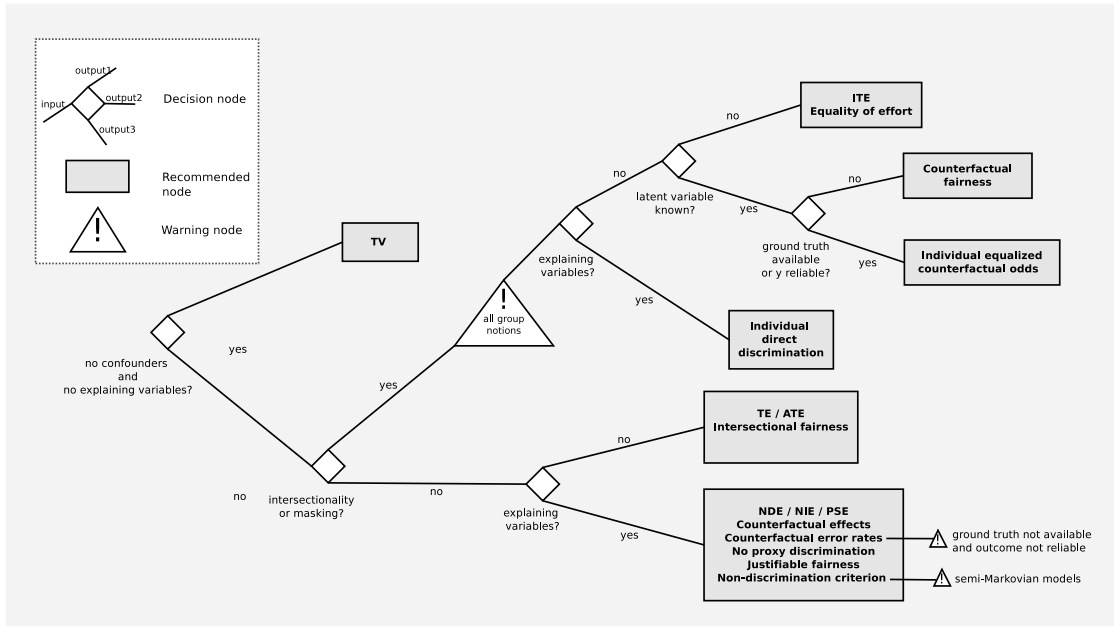 output1
input
output2
output3
Decision node
Recommended
node
!
Warning node
no confounders
and
no explaining variables?
yes
no
TV
intersectionality
or masking?
yes
no
!
all group
notions
explaining
variables?
no
yes
latent variable
known?
no
yes
ITE
Equality of effort
ground truth
available
or y reliable?
no
yes
Counterfactual
fairness
Individual equalized
counterfactual odds
Individual
direct
discrimination
explaining
variables?
no
yes
TE / ATE
Intersectional fairness
NDE / NIE / PSE
Counterfactual effects
Counterfactual error rates
No proxy discrimination
Justifiable fairness
Non-discrimination criterion
!
ground truth not available
and outcome not reliable
!
semi-Markovian models